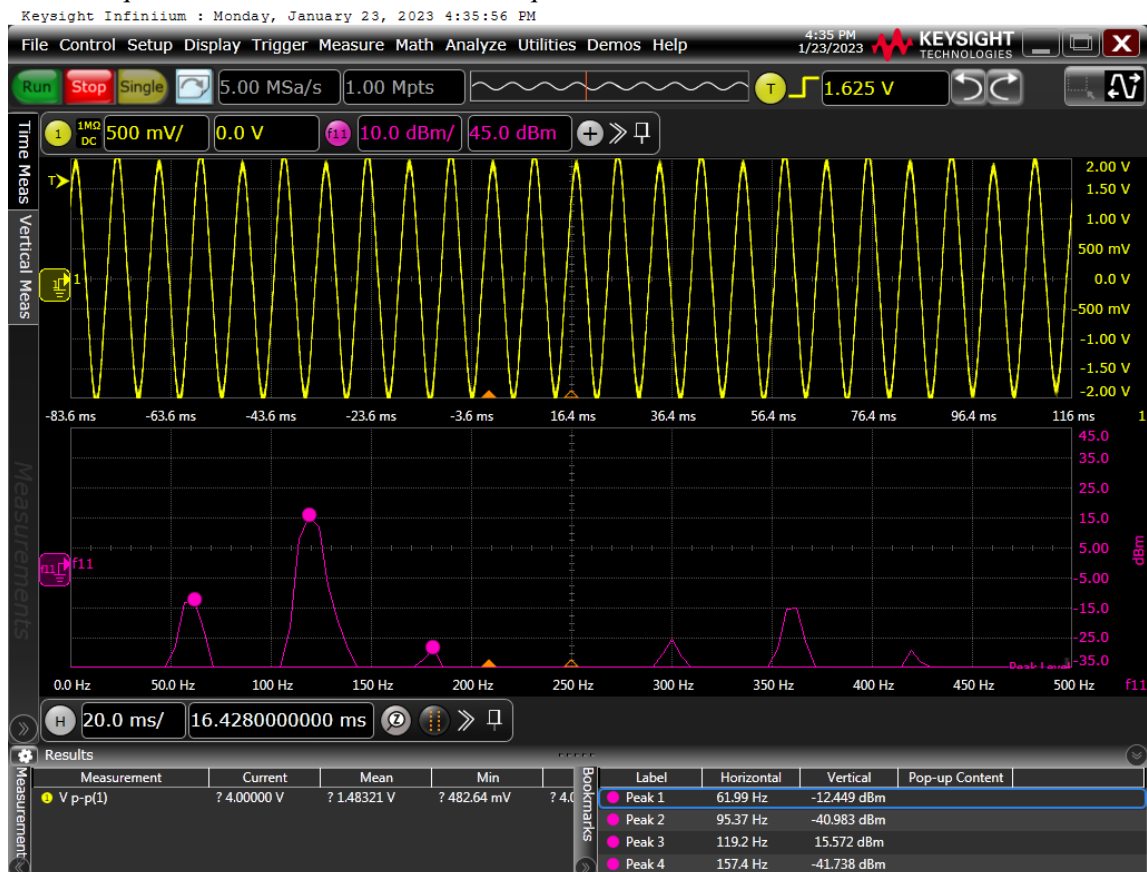 Keysight Infiniium : Monday, January 23, 2023 4:35:56 PM
File Control Setup Display Trigger Measure Math Analyze Utilities Demos Help
4:35 PM
1/23/2023
KEYSIGHT
TECHNOLOGIES
X
Run Stop Single 5.00 MSa/s 1.00 Mpts T 1.625 V
1 1MΩ DC 500 mV/ 0.0 V f11 10.0 dBm/ 45.0 dBm
Time Meas
Vertical Meas
Measurements
T
1
2.00 V
1.50 V
1.00 V
500 mV
0.0 V
-500 mV
-1.00 V
-1.50 V
-2.00 V
-83.6 ms -63.6 ms -43.6 ms -23.6 ms -3.6 ms 16.4 ms 36.4 ms 56.4 ms 76.4 ms 96.4 ms 116 ms 1
f11
45.0
35.0
25.0
15.0
5.00
-5.00
-15.0
-25.0
-35.0
dBm
Peak Level
0.0 Hz 50.0 Hz 100 Hz 150 Hz 200 Hz 250 Hz 300 Hz 350 Hz 400 Hz 450 Hz 500 Hz f11
H 20.0 ms/ 16.4280000000 ms
Results
Measurement
Measurement Current Mean Min
1 V p-p(1) ? 4.00000 V ? 1.48321 V ? 482.64 mV ? 4.0
Bookmarks
Label Horizontal Vertical Pop-up Content
Peak 1 61.99 Hz -12.449 dBm
Peak 2 95.37 Hz -40.983 dBm
Peak 3 119.2 Hz 15.572 dBm
Peak 4 157.4 Hz -41.738 dBm